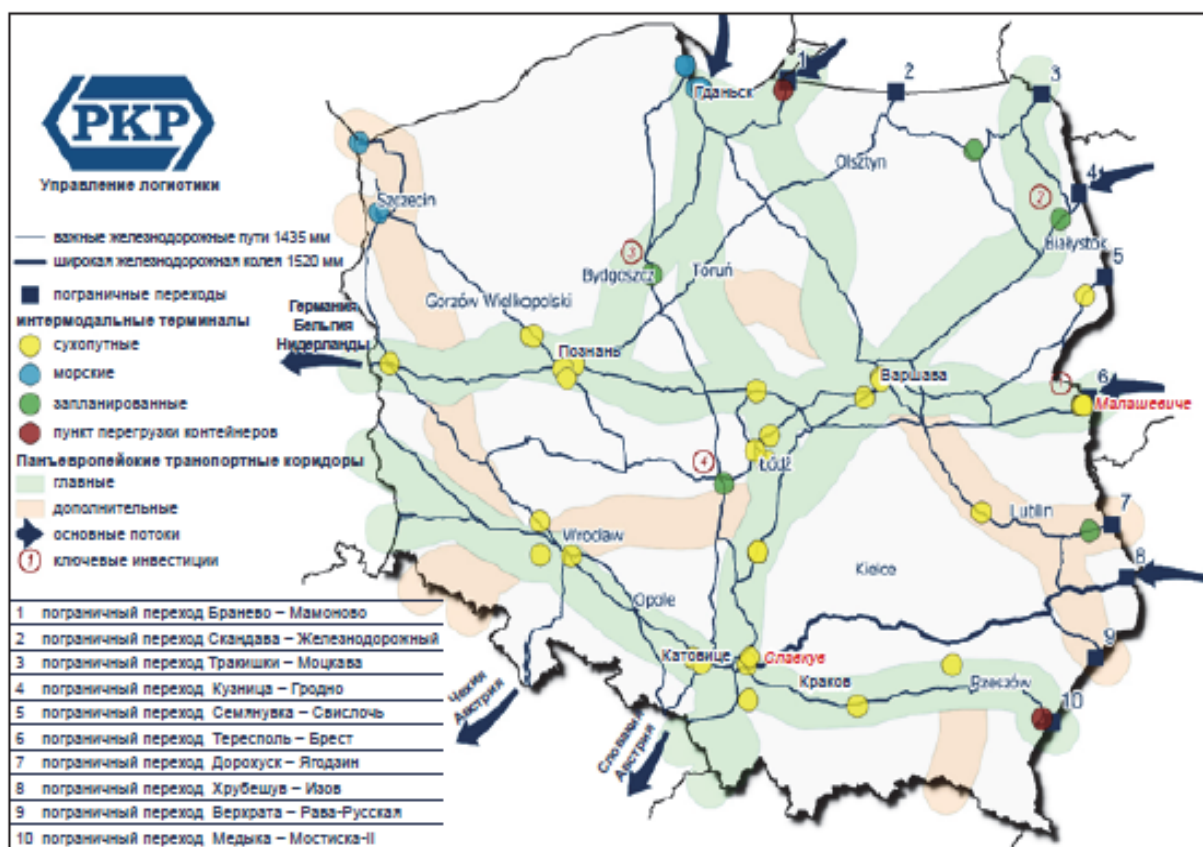 PKP
Управление логистики
важные железнодорожные пути 1435 мм
широкая железнодорожная колея 1520 мм
пограничные переходы
интермодальные терминалы
сухопутные
морские
запланированные
пункт перегрузки контейнеров
Панъевропейские транспортные коридоры
главные
дополнительные
основные потоки
1 ключевые инвестиции
1 пограничный переход Бранево – Мамоново
2 пограничный переход Скандава – Железнодорожный
3 пограничный переход Тракишки – Моцкава
4 пограничный переход Кузница – Гродно
5 пограничный переход Семянувка – Свислочь
6 пограничный переход Тересполь – Брест
7 пограничный переход Дорохуск – Ягодзин
8 пограничный переход Хрубешув – Изов
9 пограничный переход Верхрата – Рава-Русская
10 пограничный переход Медыка – Мостиска-II
1
2
3
Гданьск
Olsztyn
4
2
Szczecin
Białystok
3
5
Bydgoszcz
Toruń
Gorzów Wielkopolski
Германия
Бельгия
Нидерланды
Познань
Варшава
6
Малашевиче
4
Łódź
Lublin
7
Wrocław
Kielce
8
Opole
9
Катовице
Славкув
Краков
Rzeszów
10
Чехия
Австрия
Словакия
Австрия